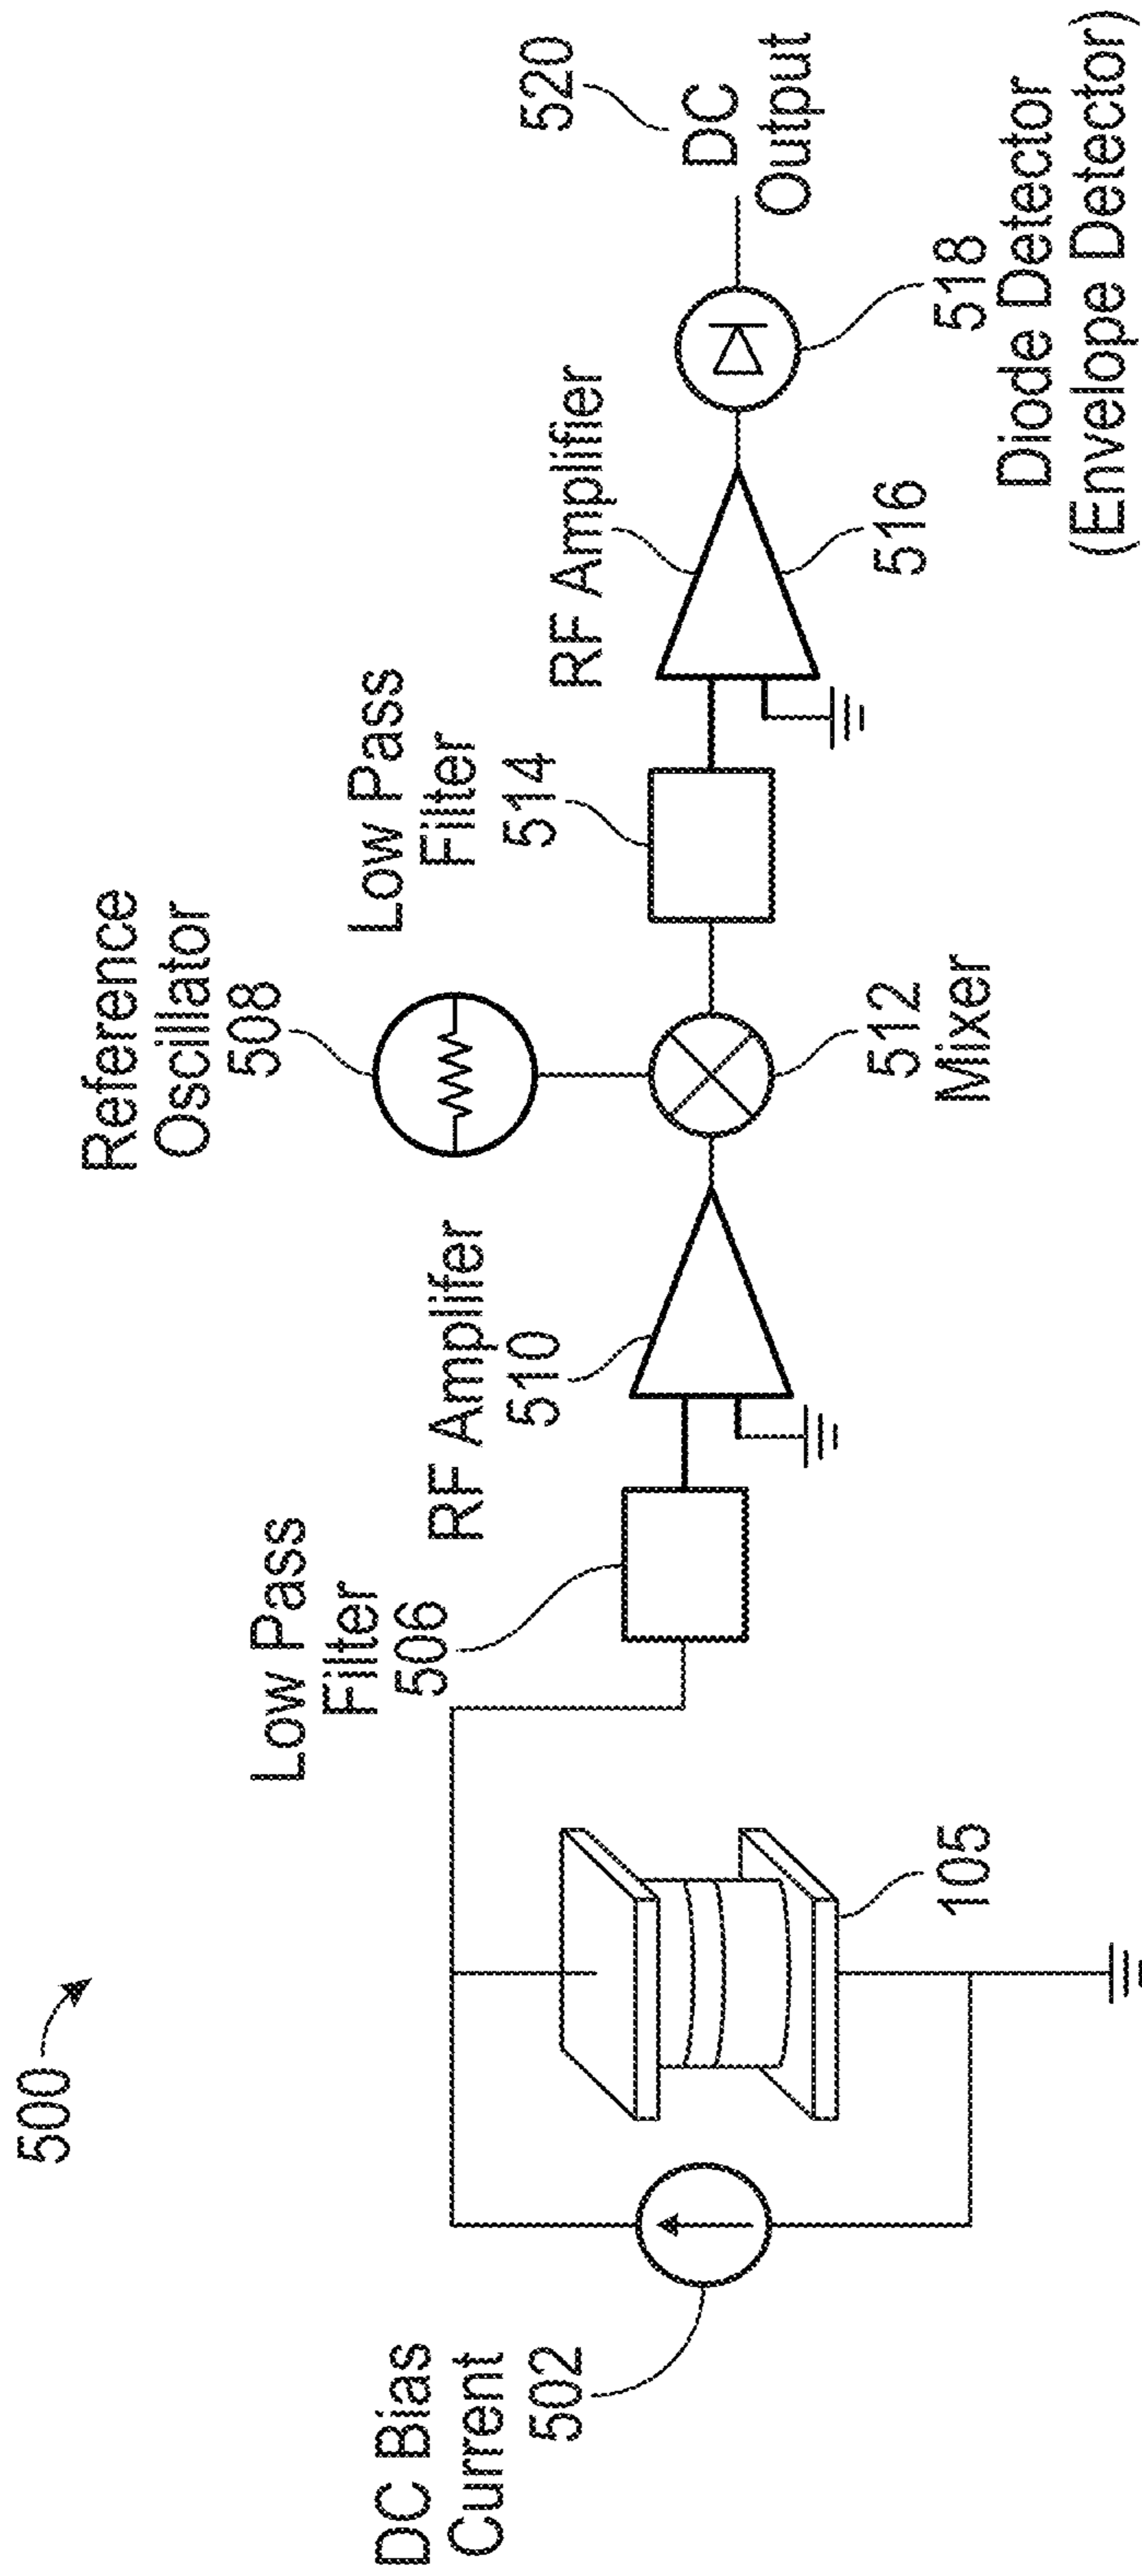 500
DC Bias
Current
502
105
Low Pass
Filter
506
RF Amplifer
510
Reference
Oscillator
508
512
Mixer
Low Pass
Filter
514
RF Amplifier
516
518
Diode Detector
(Envelope Detector)
520
DC
Output